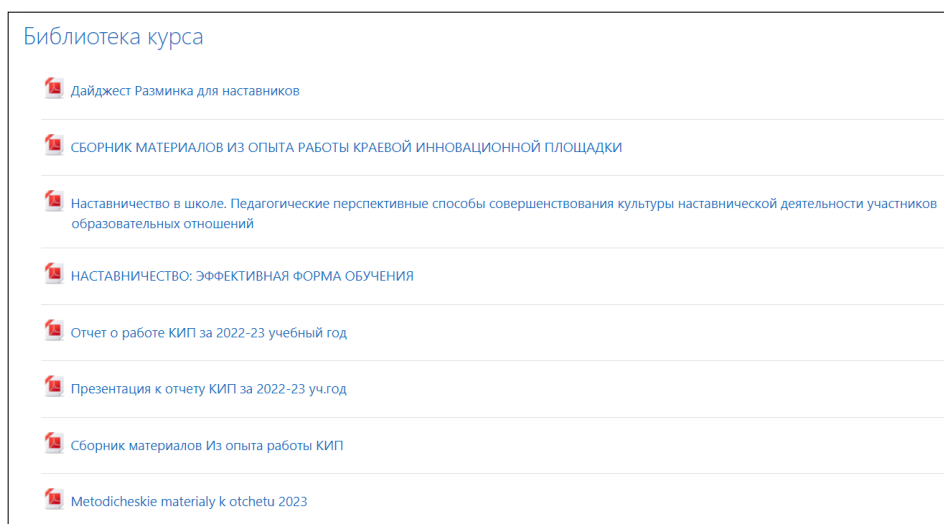 Библиотека курса
Дайджест Разминка для наставников
СБОРНИК МАТЕРИАЛОВ ИЗ ОПЫТА РАБОТЫ КРАЕВОЙ ИННОВАЦИОННОЙ ПЛОЩАДКИ
Наставничество в школе. Педагогические перспективные способы совершенствования культуры наставнической деятельности участников
образовательных отношений
НАСТАВНИЧЕСТВО: ЭФФЕКТИВНАЯ ФОРМА ОБУЧЕНИЯ
Отчет о работе КИП за 2022-23 учебный год
Презентация к отчету КИП за 2022-23 уч.год
Сборник материалов Из опыта работы КИП
Metodicheskie materialy k otchetu 2023